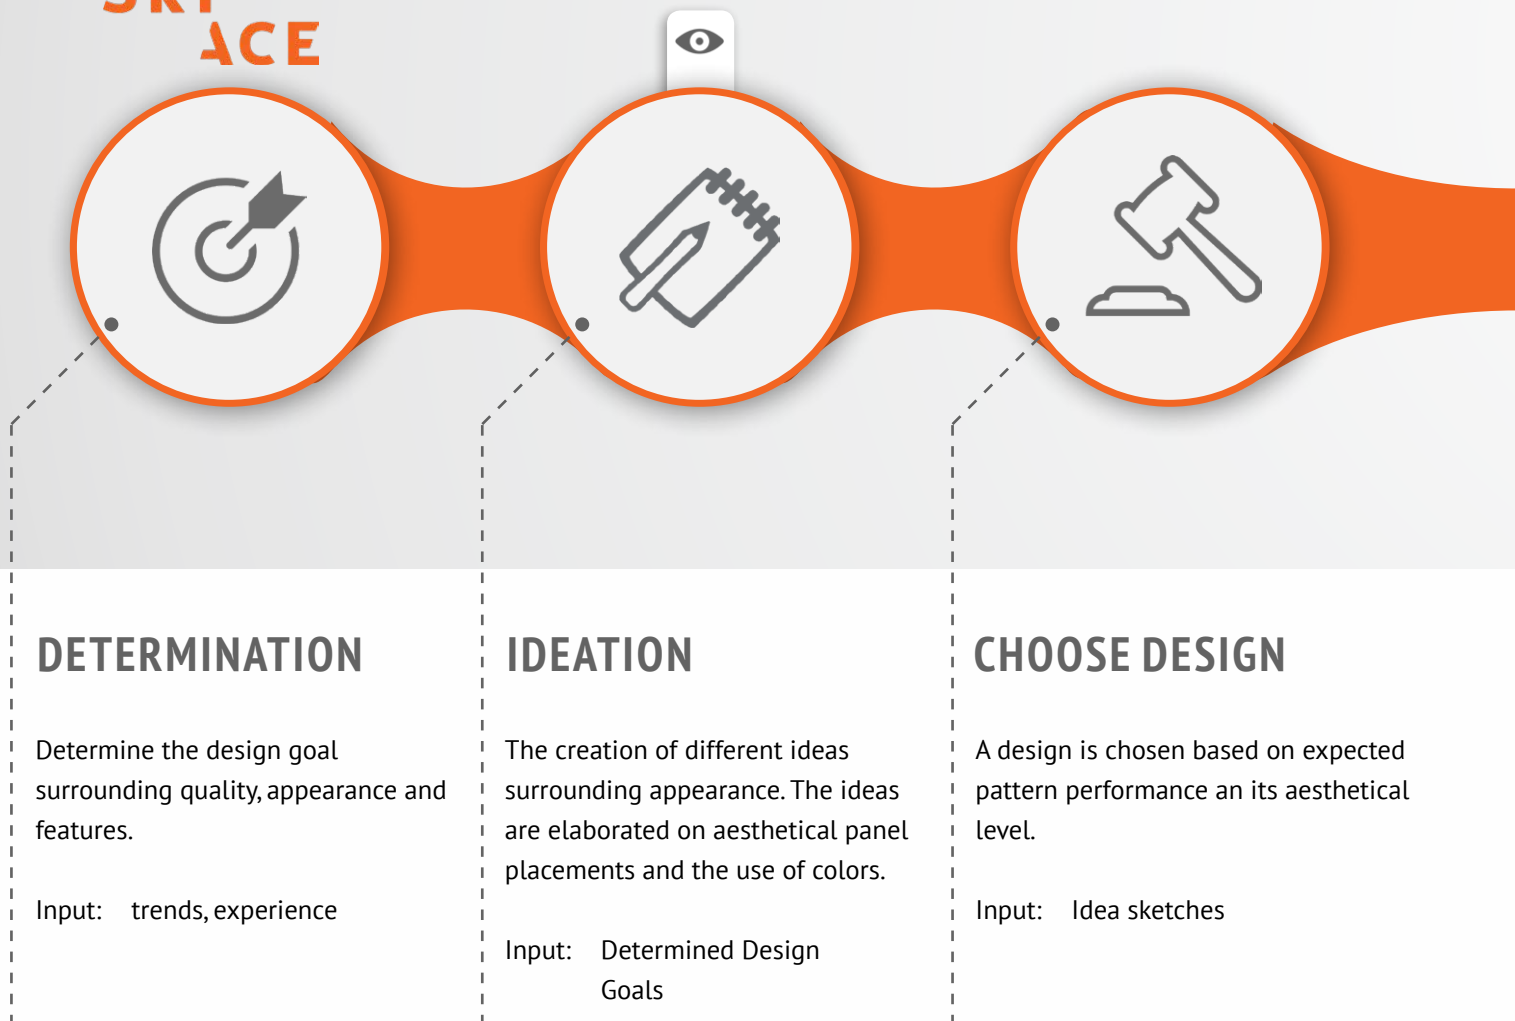 ACE
DETERMINATION
Determine the design goal
surrounding quality, appearance and
features.
Input: trends, experience
IDEATION
The creation of different ideas
surrounding appearance. The ideas
are elaborated on aesthetical panel
placements and the use of colors.
Input: Determined Design
Goals
CHOOSE DESIGN
A design is chosen based on expected
pattern performance an its aesthetical
level.
Input: Idea sketches